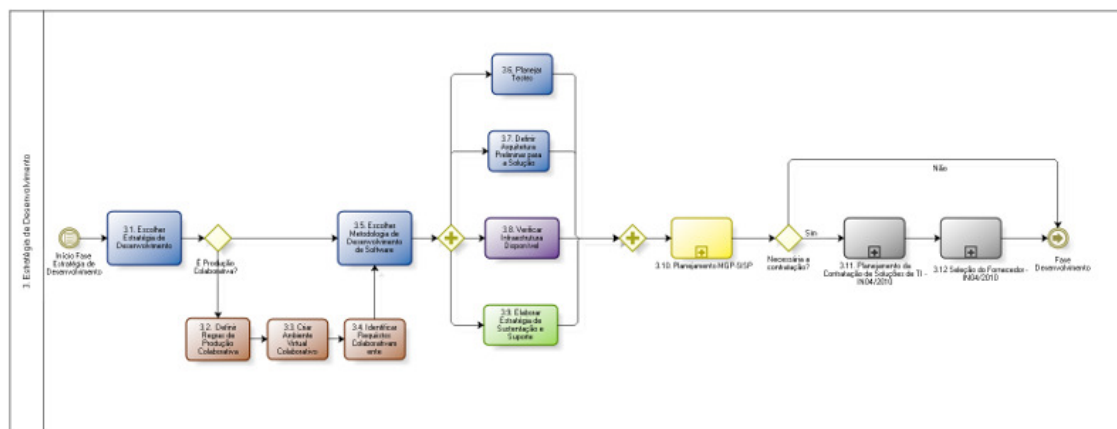 3. Estratégia de Desenvolvimento
Início Fase
Estratégia de
Desenvolvimento
3.1. Escolher
Estratégia de
Desenvolvimento
É Produção
Colaborativa?
3.2. Definir
Regras de
Produção
Colaborativa
3.3. Criar
Ambiente
Virtual
Colaborativo
3.4. Identificar
Requisitos
Colaborativam
ente
3.5. Escolher
Metodologia de
Desenvolvimento
de Software
3.6. Planejar
Testes
3.7. Definir
Arquitetura
Preliminar para
a Solução
3.8. Verificar
Infraestrutura
Disponível
3.9. Elaborar
Estratégia de
Sustentação e
Suporte
3.10. Planejamento MGP-SISP
Necessária a
contratação?
Sim
Não
3.11. Planejamento da
Contratação de Soluções de TI -
IN04/2010
3.12 Seleção do Fornecedor -
IN04/2010
Fase
Desenvolvimento